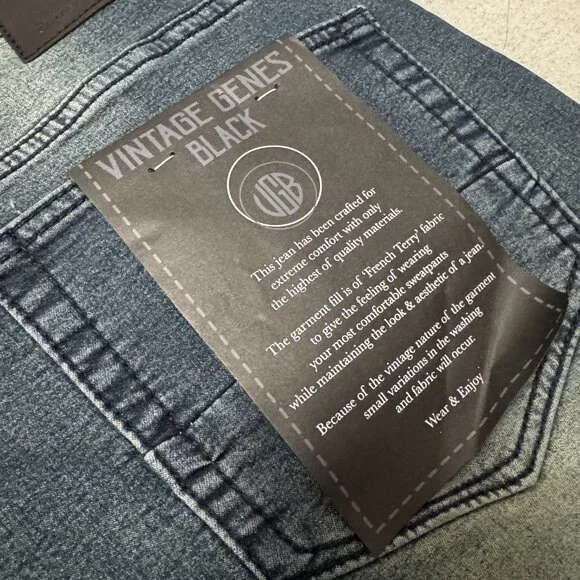 VINTAGE GENES
BLACK
VGB
This jean has been crafted for
extreme comfort with only
the highest of quality materials.
The garment fill is of 'French Terry' fabric
to give the feeling of wearing
your most comfortable sweatpants
while maintaining the look & aesthetic of a jean.
Because of the vintage nature of the garment
small variations in the washing
and fabric will occur.
Wear & Enjoy